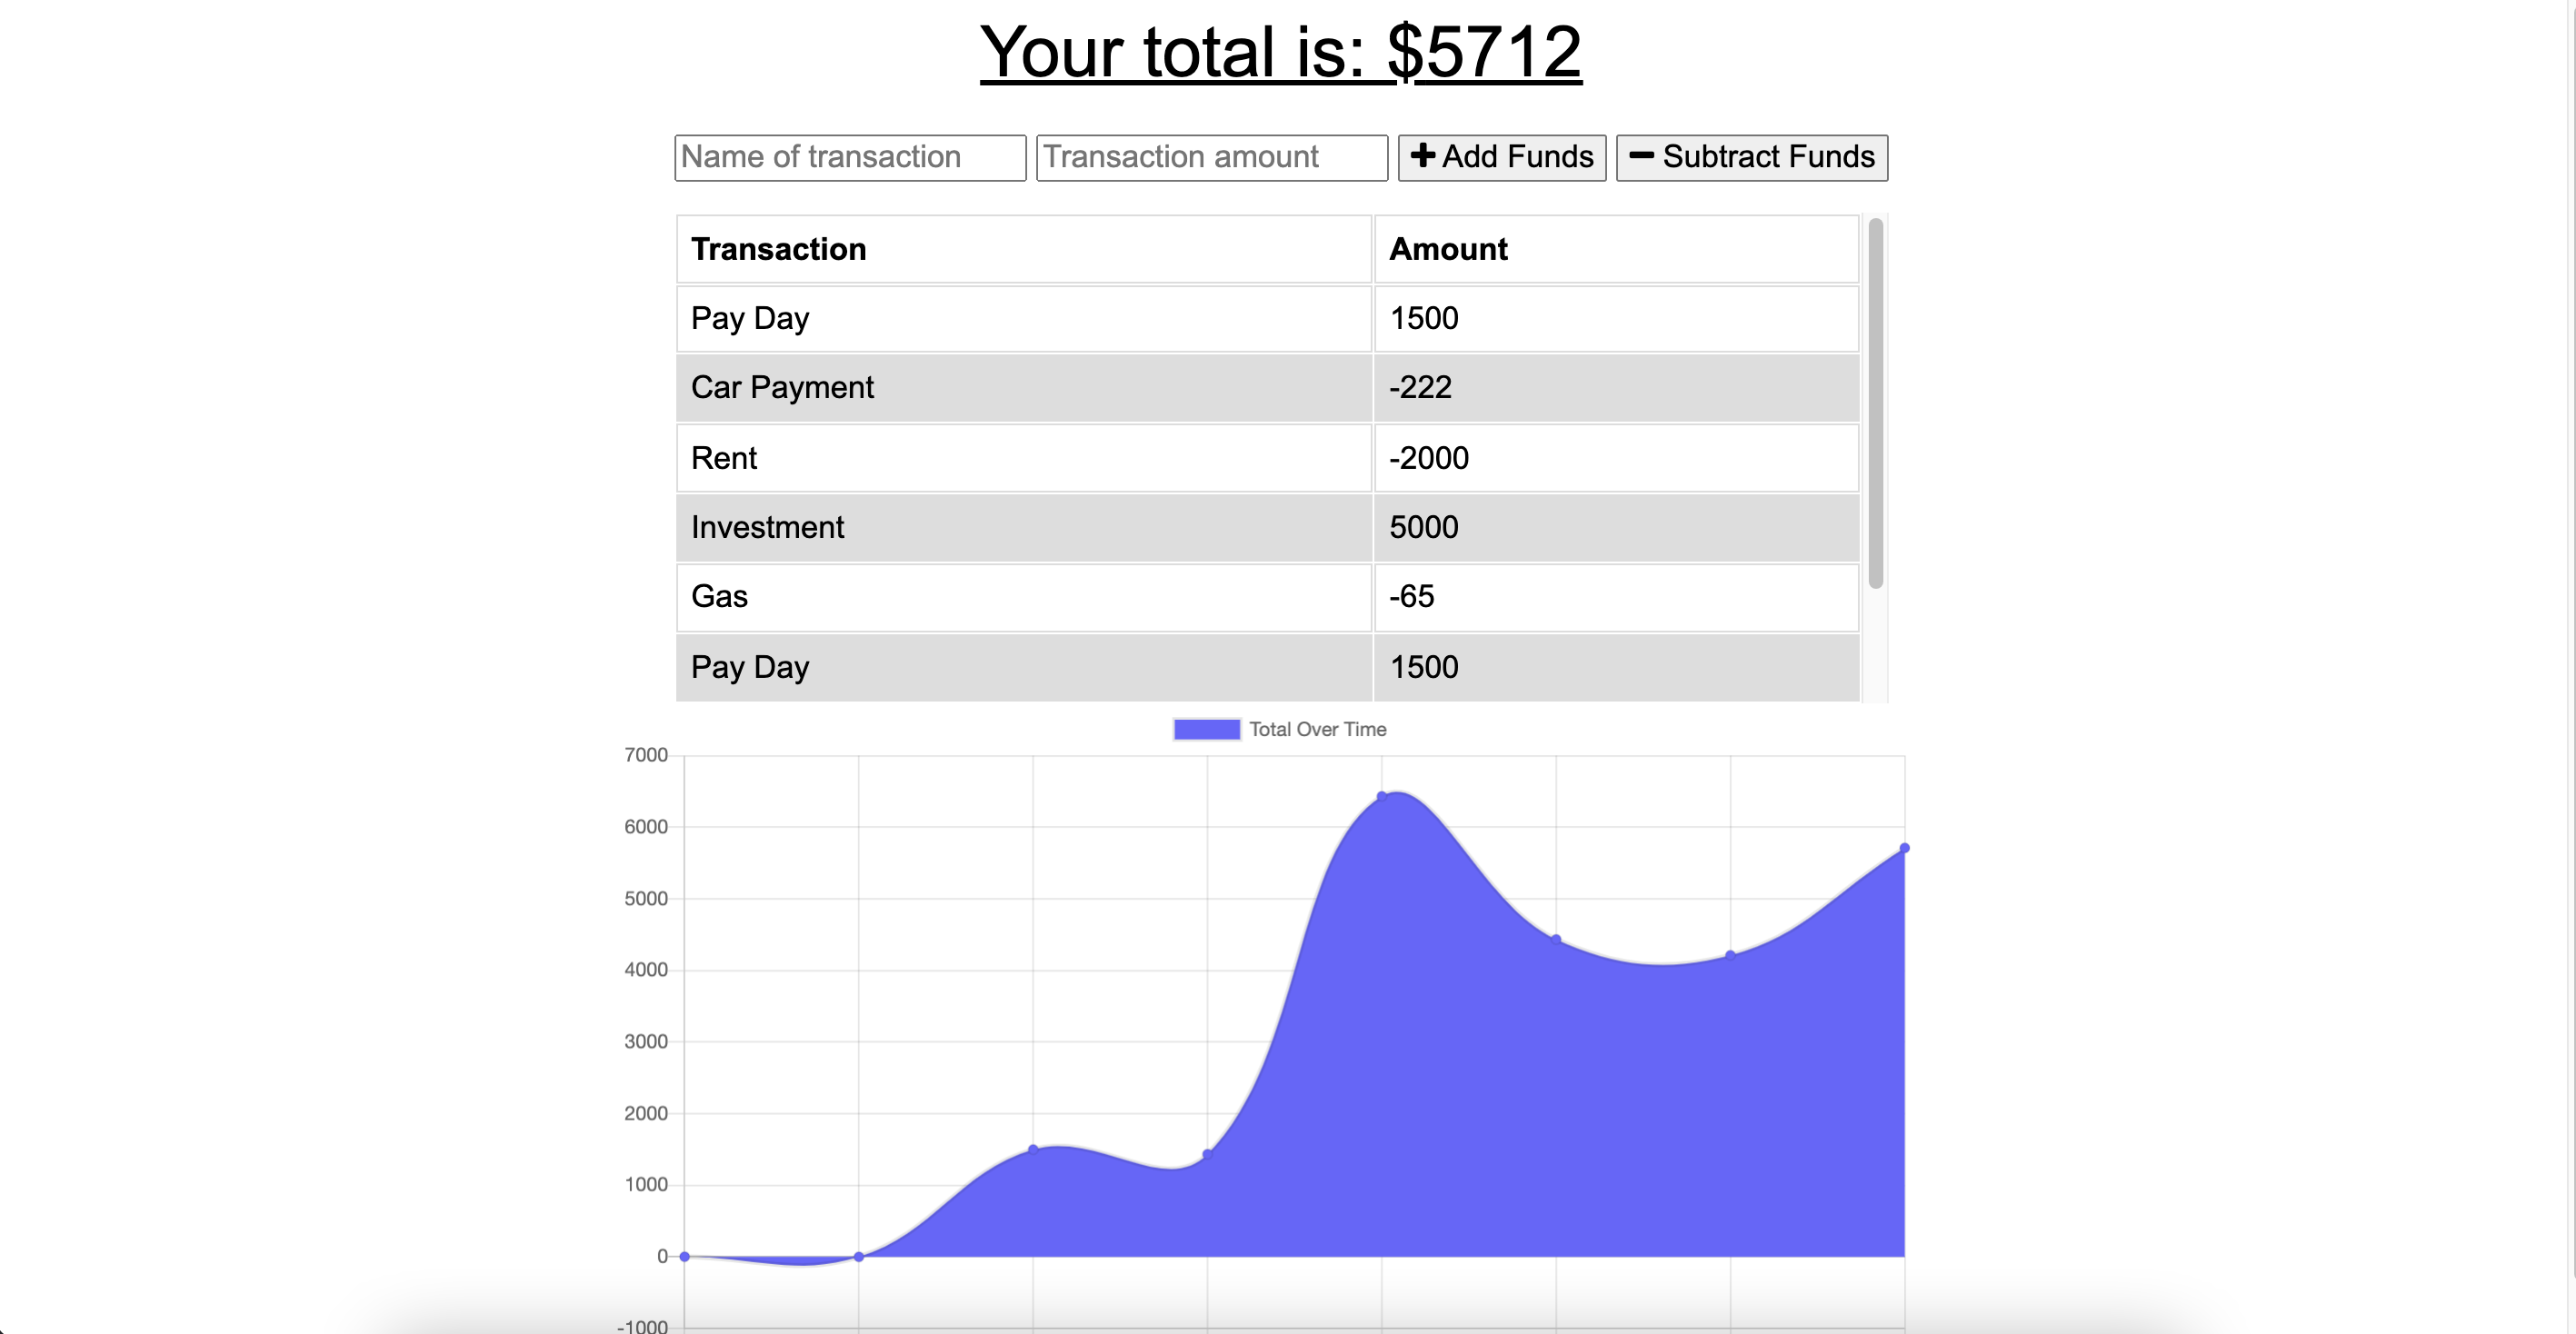 Your total is: $5712
Name of transaction Transaction amount Add Funds Subtract Funds
Transaction Amount
Pay Day 1500
Car Payment -222
Rent -2000
Investment 5000
Gas -65
Pay Day 1500
Total Over Time
7000
6000
5000
4000
3000
2000
1000
0
-1000